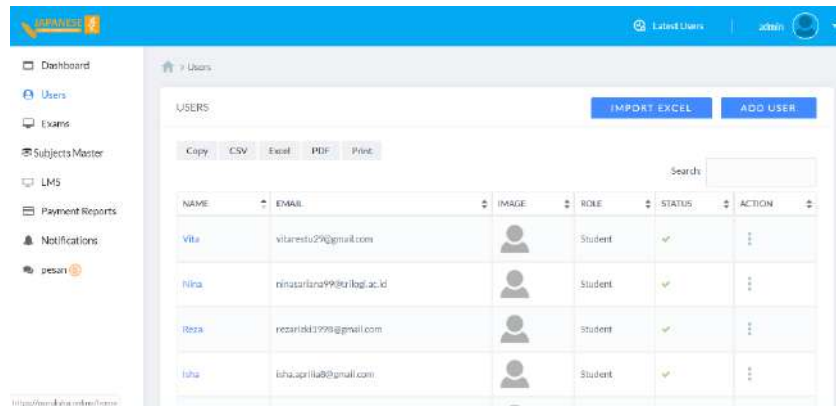 JAPANESE
Latest Users
admin
Dashboard
Users
Exams
Subjects Master
LMS
Payment Reports
Notifications
pesan
> Users
USERS
IMPORT EXCEL
ADD USER
Copy CSV Excel PDF Print
Search:
NAME EMAIL IMAGE ROLE STATUS ACTION
Vita vitarestu29@gmail.com Student
Nina ninasariana99@trilogi.ac.id Student
Reza rezarizki1998@gmail.com Student
Isha isha.aprilia8@gmail.com Student